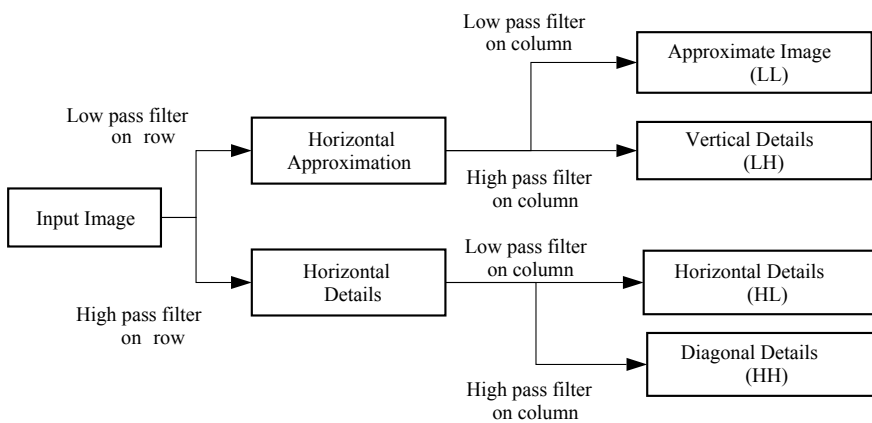 Low pass filter
on column
Approximate Image
(LL)
Low pass filter
on row
Horizontal
Approximation
Vertical Details
(LH)
High pass filter
on column
Input Image
Low pass filter
on column
Horizontal
Details
Horizontal Details
(HL)
High pass filter
on row
Diagonal Details
(HH)
High pass filter
on column